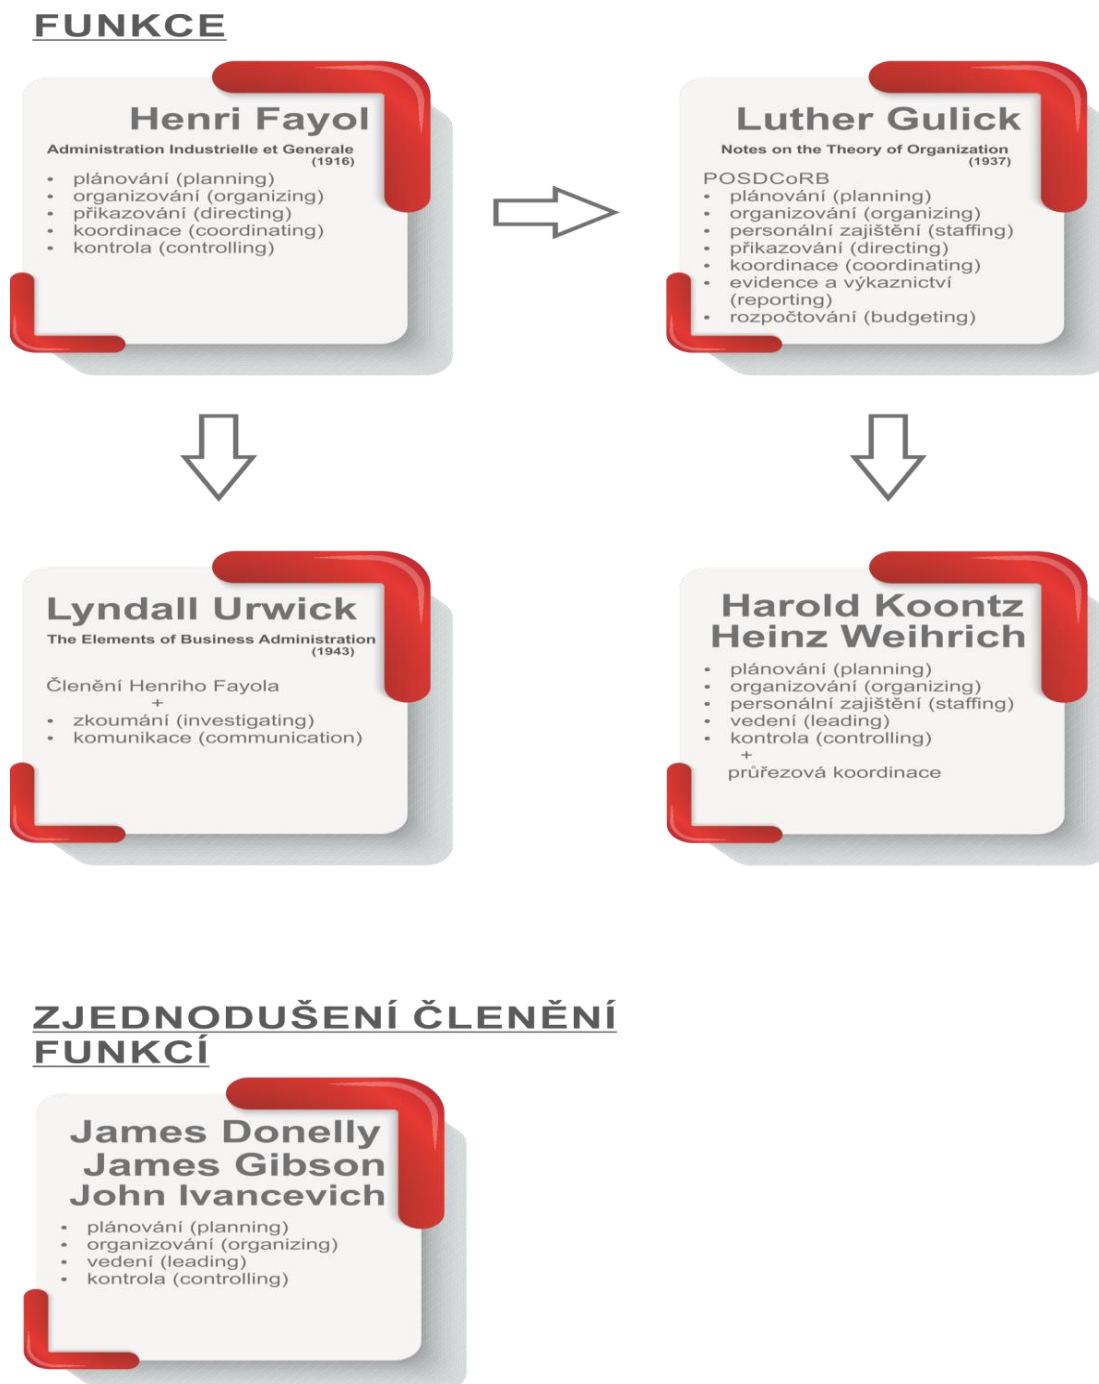 FUNKCE
Henri Fayol
Administration Industrielle et Generale
(1916)
• plánování (planning)
• organizování (organizing)
• přikazování (directing)
• koordinace (coordinating)
• kontrola (controlling)
Luther Gulick
Notes on the Theory of Organization
(1937)
POSDCoRB
• plánování (planning)
• organizování (organizing)
• personální zajištění (staffing)
• přikazování (directing)
• koordinace (coordinating)
• evidence a výkaznictví
(reporting)
• rozpočtování (budgeting)
Lyndall Urwick
The Elements of Business Administration
(1943)
Členění Henriho Fayola
+
• zkoumání (investigating)
• komunikace (communication)
Harold Koontz
Heinz Weihrich
• plánování (planning)
• organizování (organizing)
• personální zajištění (staffing)
• vedení (leading)
• kontrola (controlling)
+
průřezová koordinace
ZJEDNODUŠENÍ ČLENĚNÍ
FUNKCÍ
James Donelly
James Gibson
John Ivancevich
• plánování (planning)
• organizování (organizing)
• vedení (leading)
• kontrola (controlling)